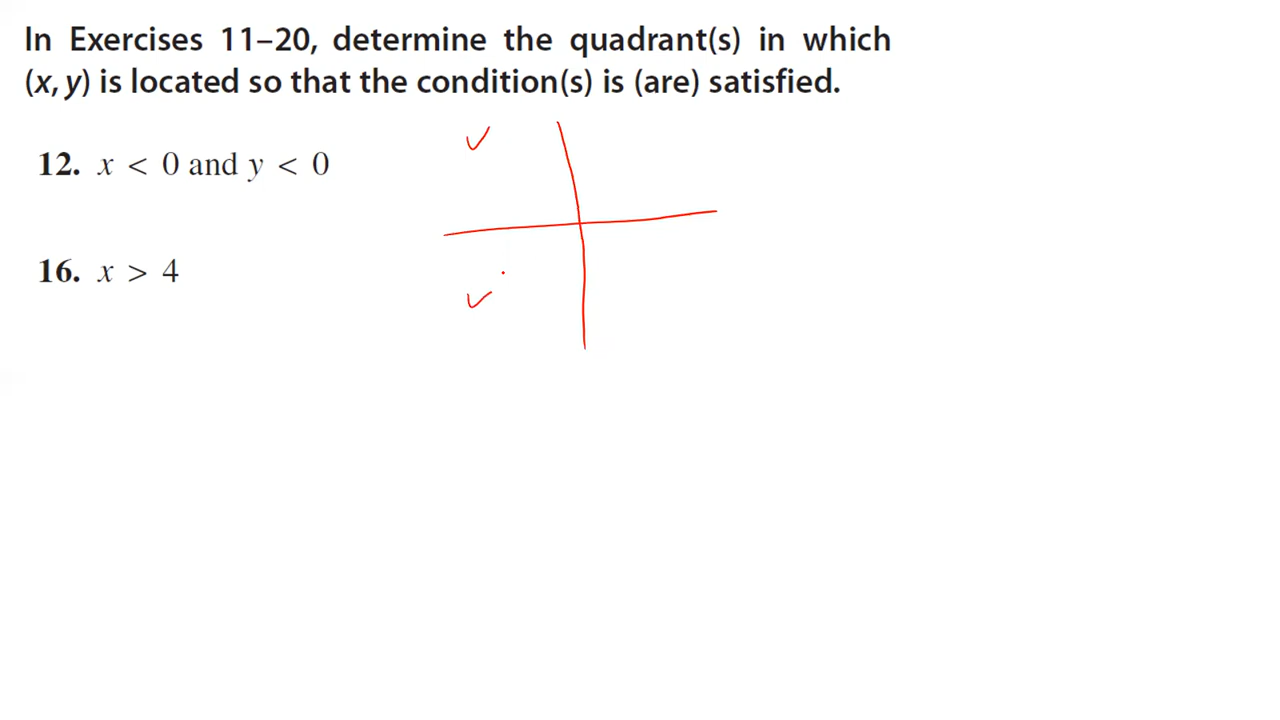 In Exercises 11–20, determine the quadrant(s) in which
(x, y) is located so that the condition(s) is (are) satisfied.
12. x < 0 and y < 0
16. x > 4